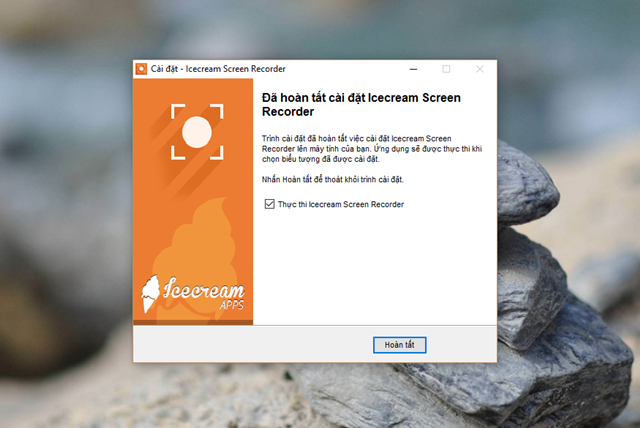 Cài đặt - Icecream Screen Recorder
Đã hoàn tất cài đặt Icecream Screen
Recorder
Trình cài đặt đã hoàn tất việc cài đặt Icecream Screen
Recorder lên máy tính của bạn. Ứng dụng sẽ được thực thi khi
chọn biểu tượng đã được cài đặt.
Nhấn Hoàn tất để thoát khỏi trình cài đặt.
Thực thi Icecream Screen Recorder
Icecream
APPS
Hoàn tất